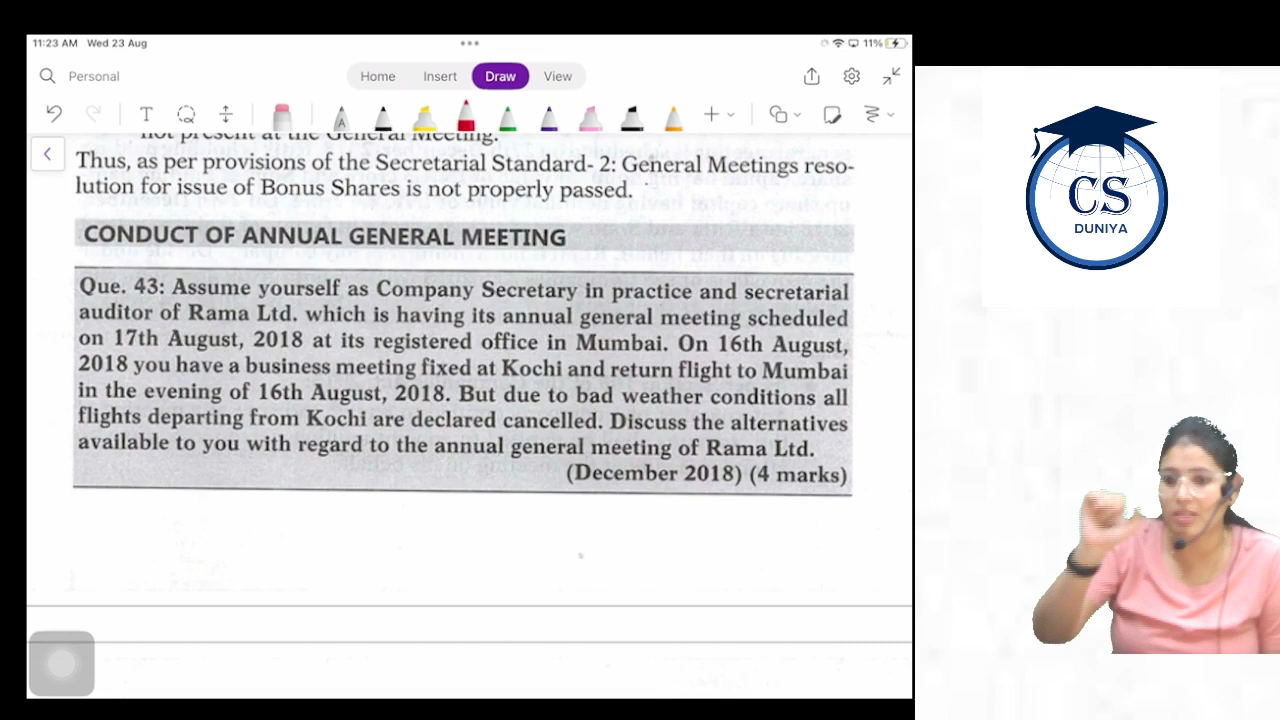 11:23 AM Wed 23 Aug
11%
Personal
Home Insert Draw View
T
A
not present at the General Meeting.
Thus, as per provisions of the Secretarial Standard- 2: General Meetings reso-
lution for issue of Bonus Shares is not properly passed.
CONDUCT OF ANNUAL GENERAL MEETING
Que. 43: Assume yourself as Company Secretary in practice and secretarial
auditor of Rama Ltd. which is having its annual general meeting scheduled
on 17th August, 2018 at its registered office in Mumbai. On 16th August,
2018 you have a business meeting fixed at Kochi and return flight to Mumbai
in the evening of 16th August, 2018. But due to bad weather conditions all
flights departing from Kochi are declared cancelled. Discuss the alternatives
available to you with regard to the annual general meeting of Rama Ltd.
(December 2018) (4 marks)
CS
DUNIYA